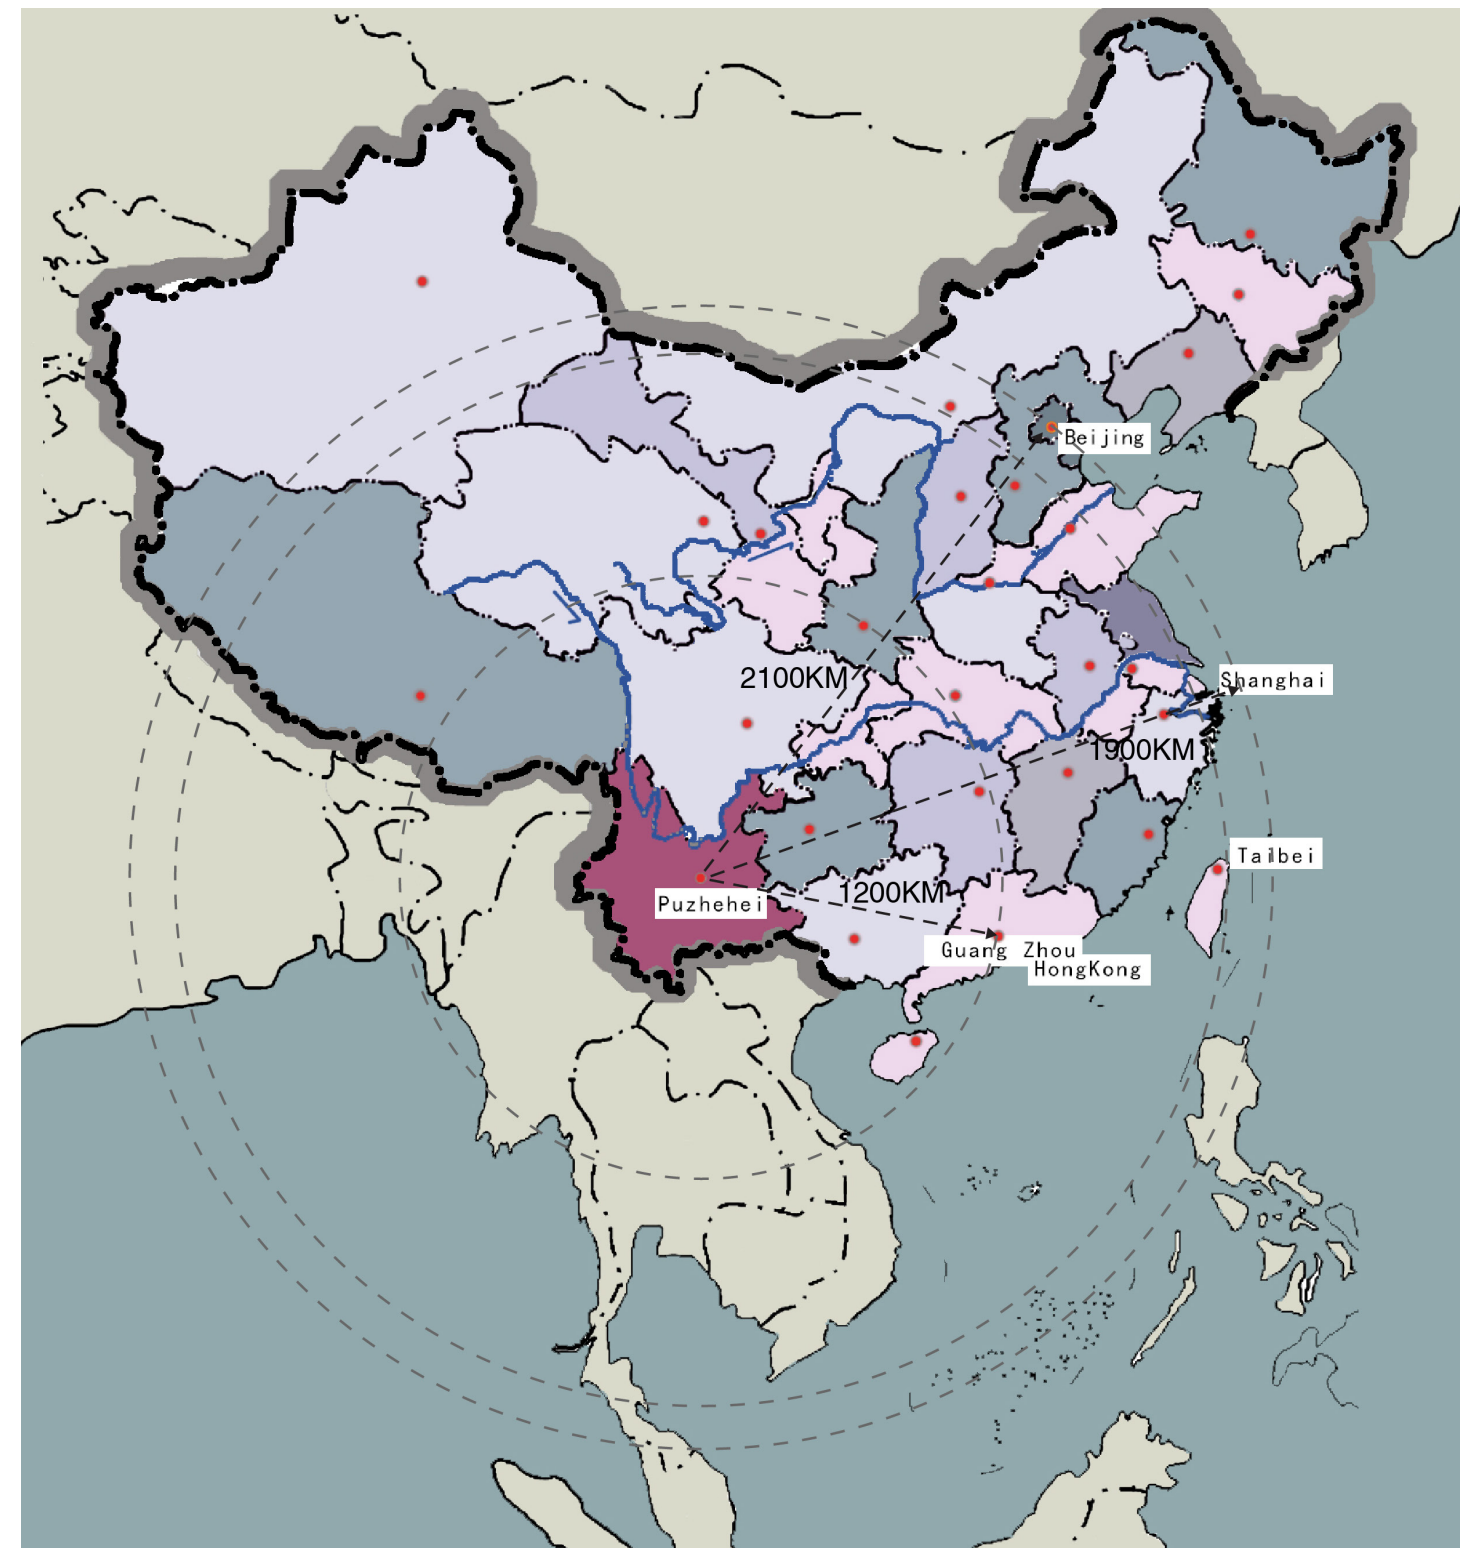 Beijing
2100KM
Shanghai
1900KM
Taibei
1200KM
Puzhehei
Guang Zhou
HongKong